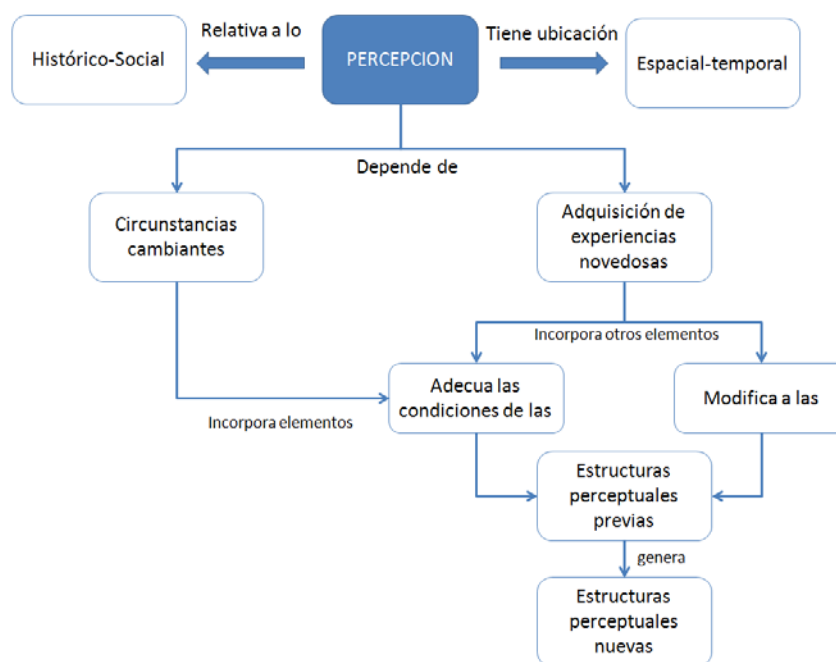 Relativa a lo
Histórico-Social
PERCEPCION
Tiene ubicación
Espacial-temporal
Depende de
Circunstancias
cambiantes
Adquisición de
experiencias
novedosas
Incorpora otros elementos
Adecua las
condiciones de las
Modifica a las
Incorpora elementos
Estructuras
perceptuales
previas
genera
Estructuras
perceptuales
nuevas